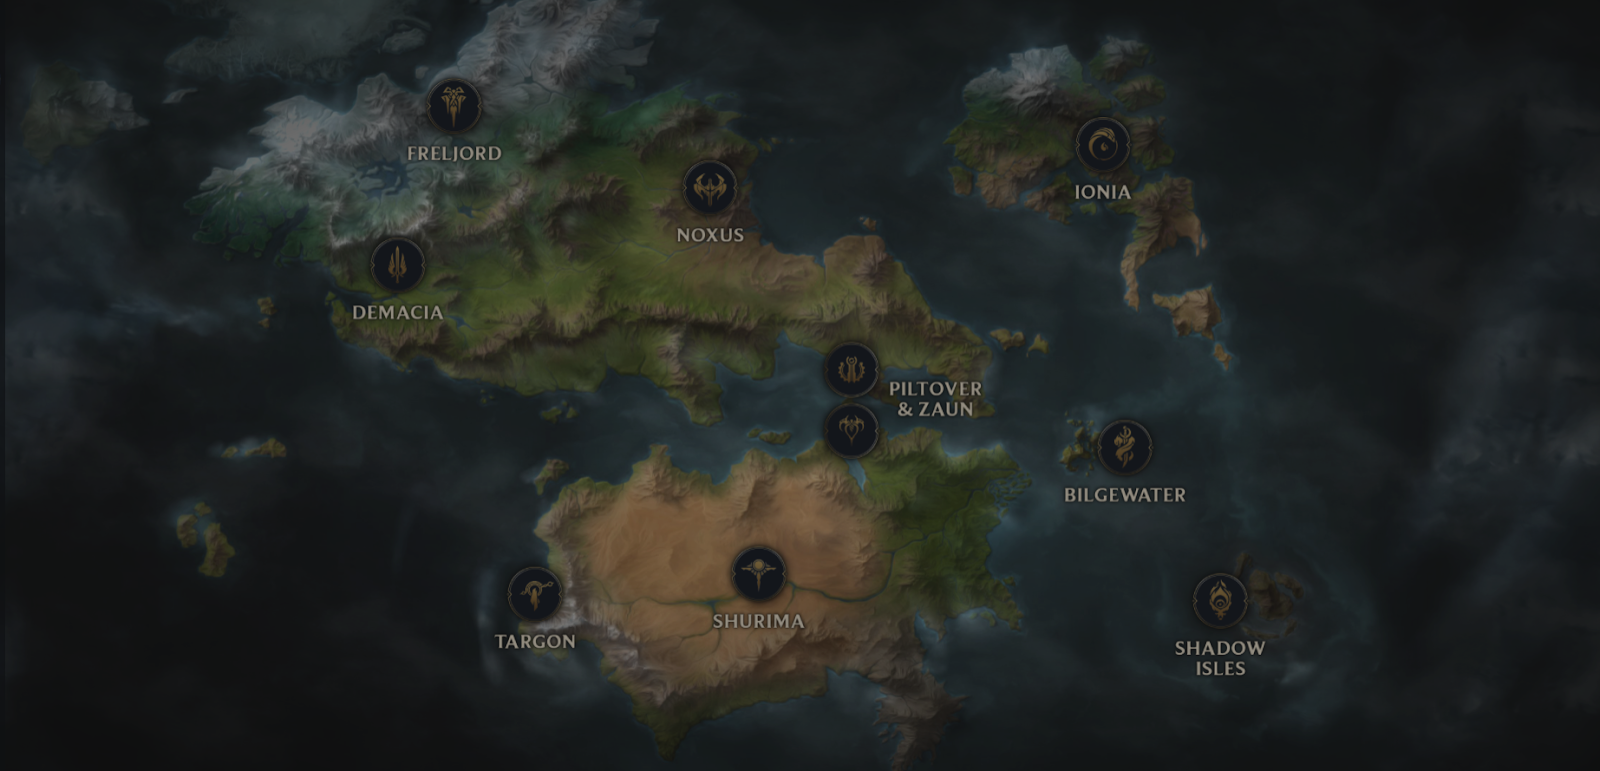 FRELJORD
IONIA
NOXUS
DEMACIA
PILTOVER
& ZAUN
BILGEWATER
SHURIMA
TARGON
SHADOW
ISLES